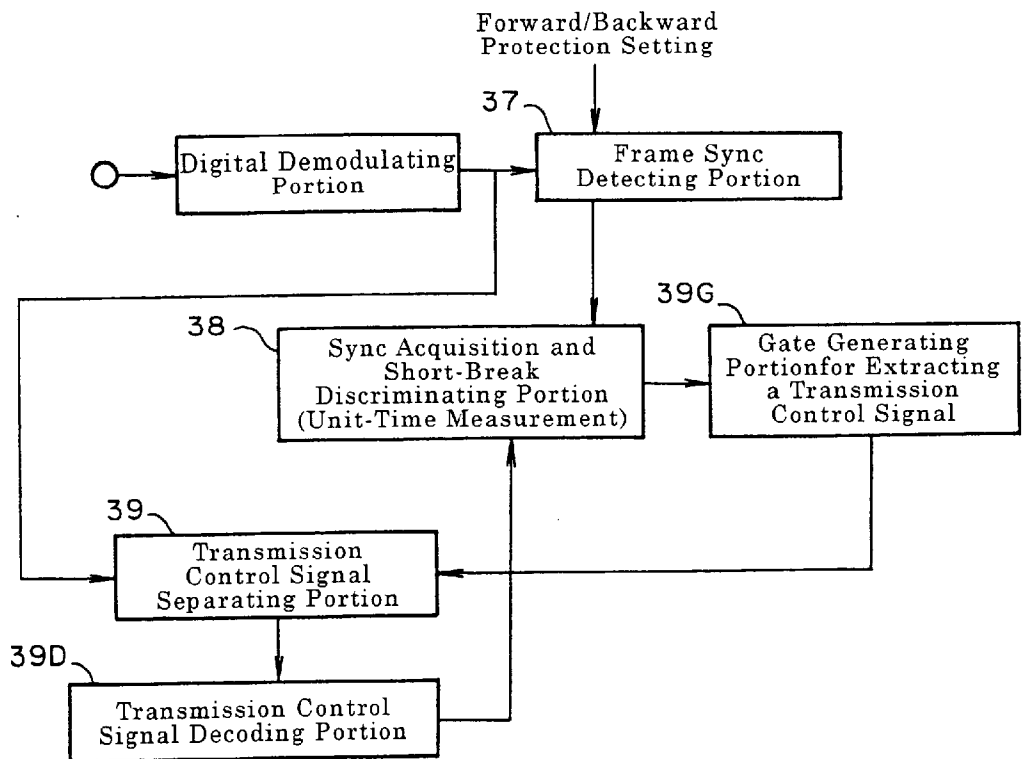 Forward/Backward
Protection Setting
37
Digital Demodulating
Portion
Frame Sync
Detecting Portion
38
Sync Acquisition and
Short-Break
Discriminating Portion
(Unit-Time Measurement)
39G
Gate Generating
Portionfor Extracting
a Transmission
Control Signal
39
Transmission
Control Signal
Separating Portion
39D
Transmission Control
Signal Decoding Portion